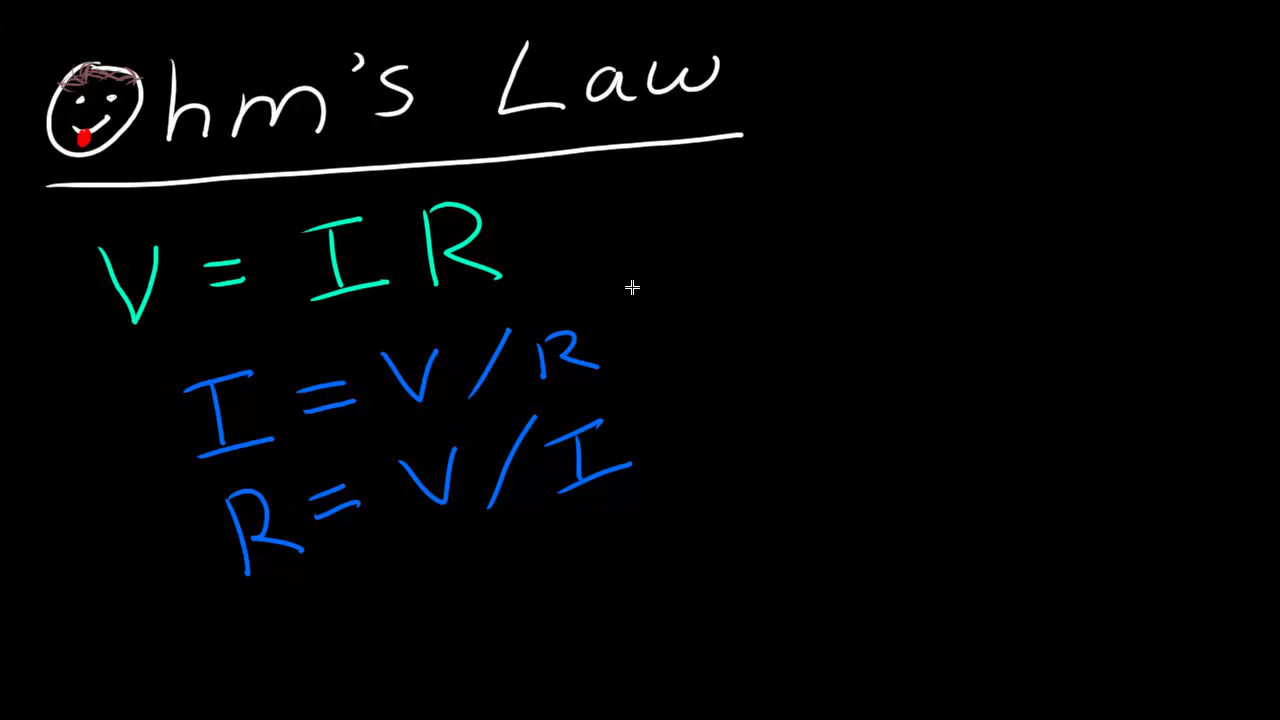 Ohm's Law
V = IR
I = V/R
R = V/I